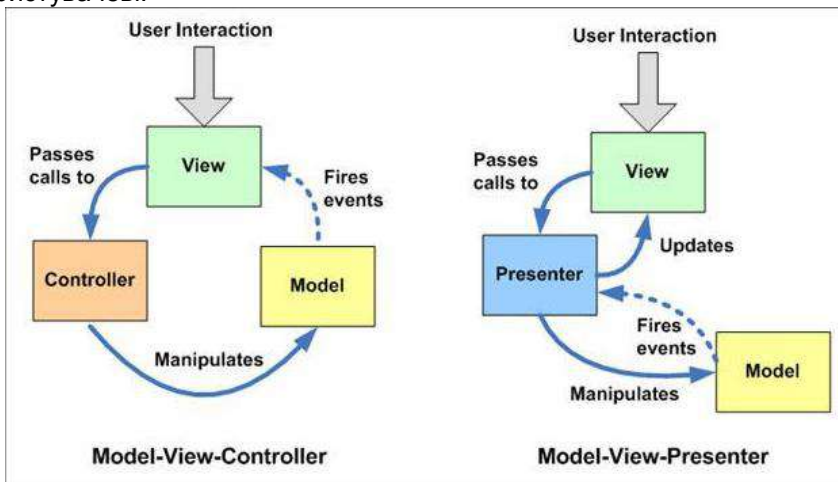 User Interaction
Passes
calls to
View
Fires
events
Controller
Model
Manipulates
Model-View-Controller
User Interaction
Passes
calls to
View
Updates
Presenter
Fires
events
Model
Manipulates
Model-View-Presenter